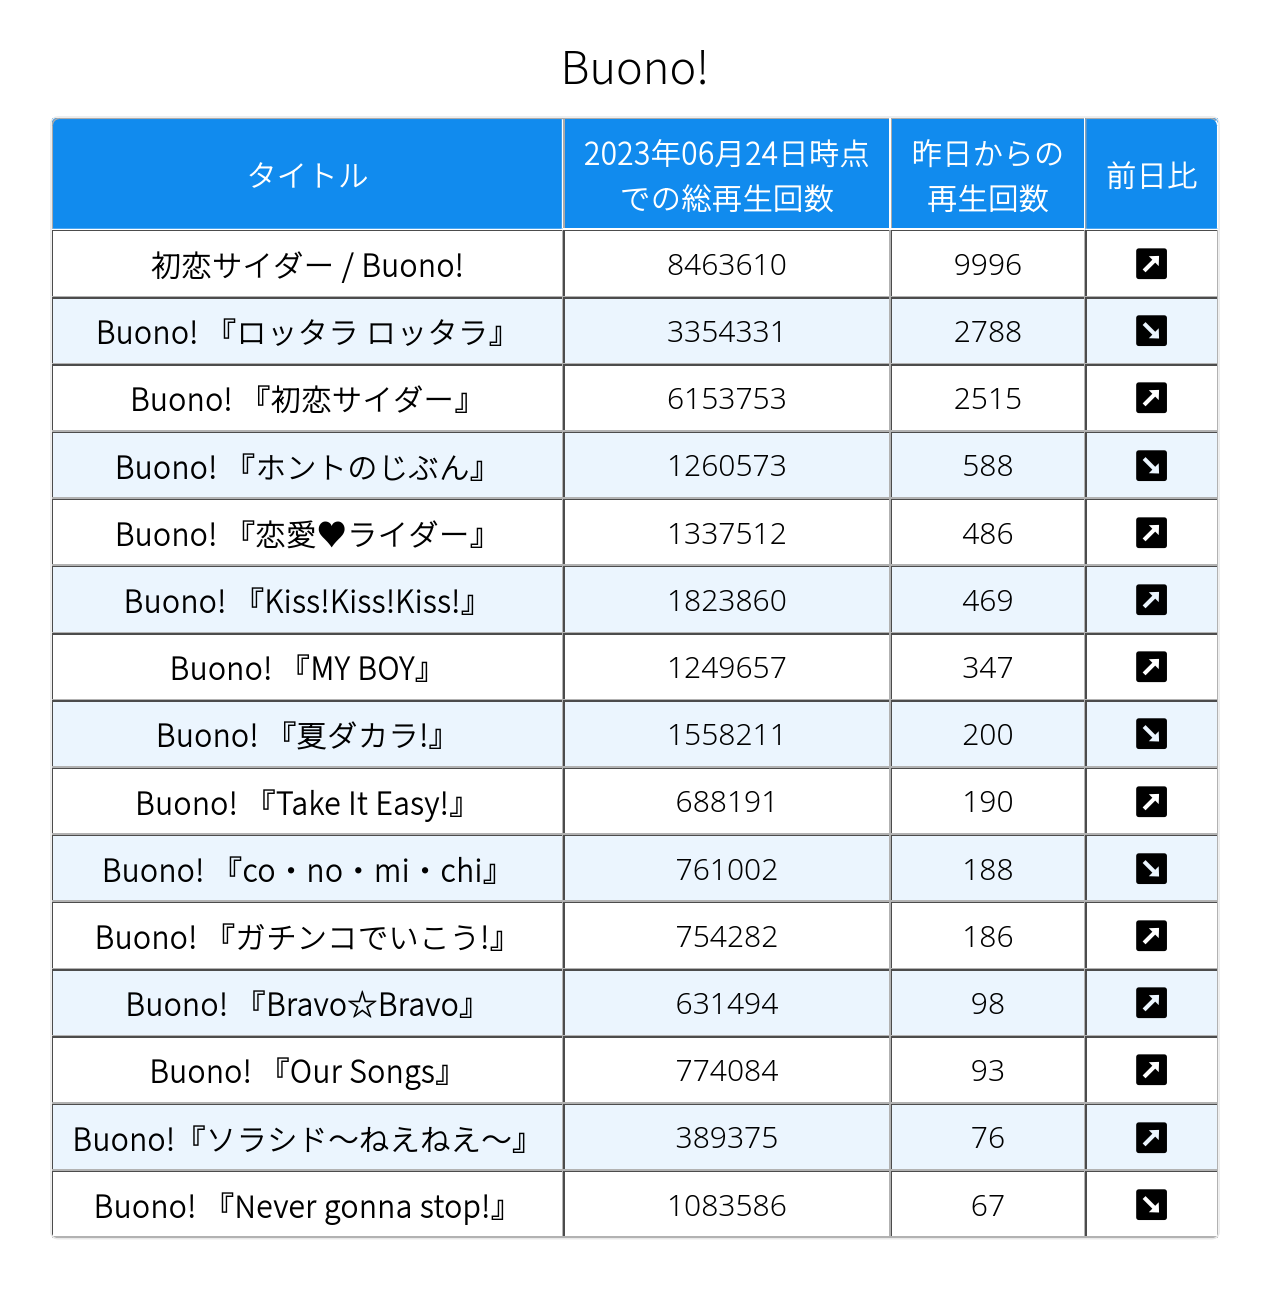 Buono!
タイトル 2023年06月24日時点での総再生回数 昨日からの再生回数 前日比
初恋サイダー / Buono! 8463610 9996 ↗
Buono! 『ロッタラ ロッタラ』 3354331 2788 ↘
Buono! 『初恋サイダー』 6153753 2515 ↗
Buono! 『ホントのじぶん』 1260573 588 ↘
Buono! 『恋愛♥ライダー』 1337512 486 ↗
Buono! 『Kiss!Kiss!Kiss!』 1823860 469 ↗
Buono! 『MY BOY』 1249657 347 ↗
Buono! 『夏ダカラ!』 1558211 200 ↘
Buono! 『Take It Easy!』 688191 190 ↗
Buono! 『co・no・mi・chi』 761002 188 ↘
Buono! 『ガチンコでいこう!』 754282 186 ↗
Buono! 『Bravo☆Bravo』 631494 98 ↗
Buono! 『Our Songs』 774084 93 ↗
Buono!『ソラシド〜ねえねえ〜』 389375 76 ↗
Buono! 『Never gonna stop!』 1083586 67 ↘